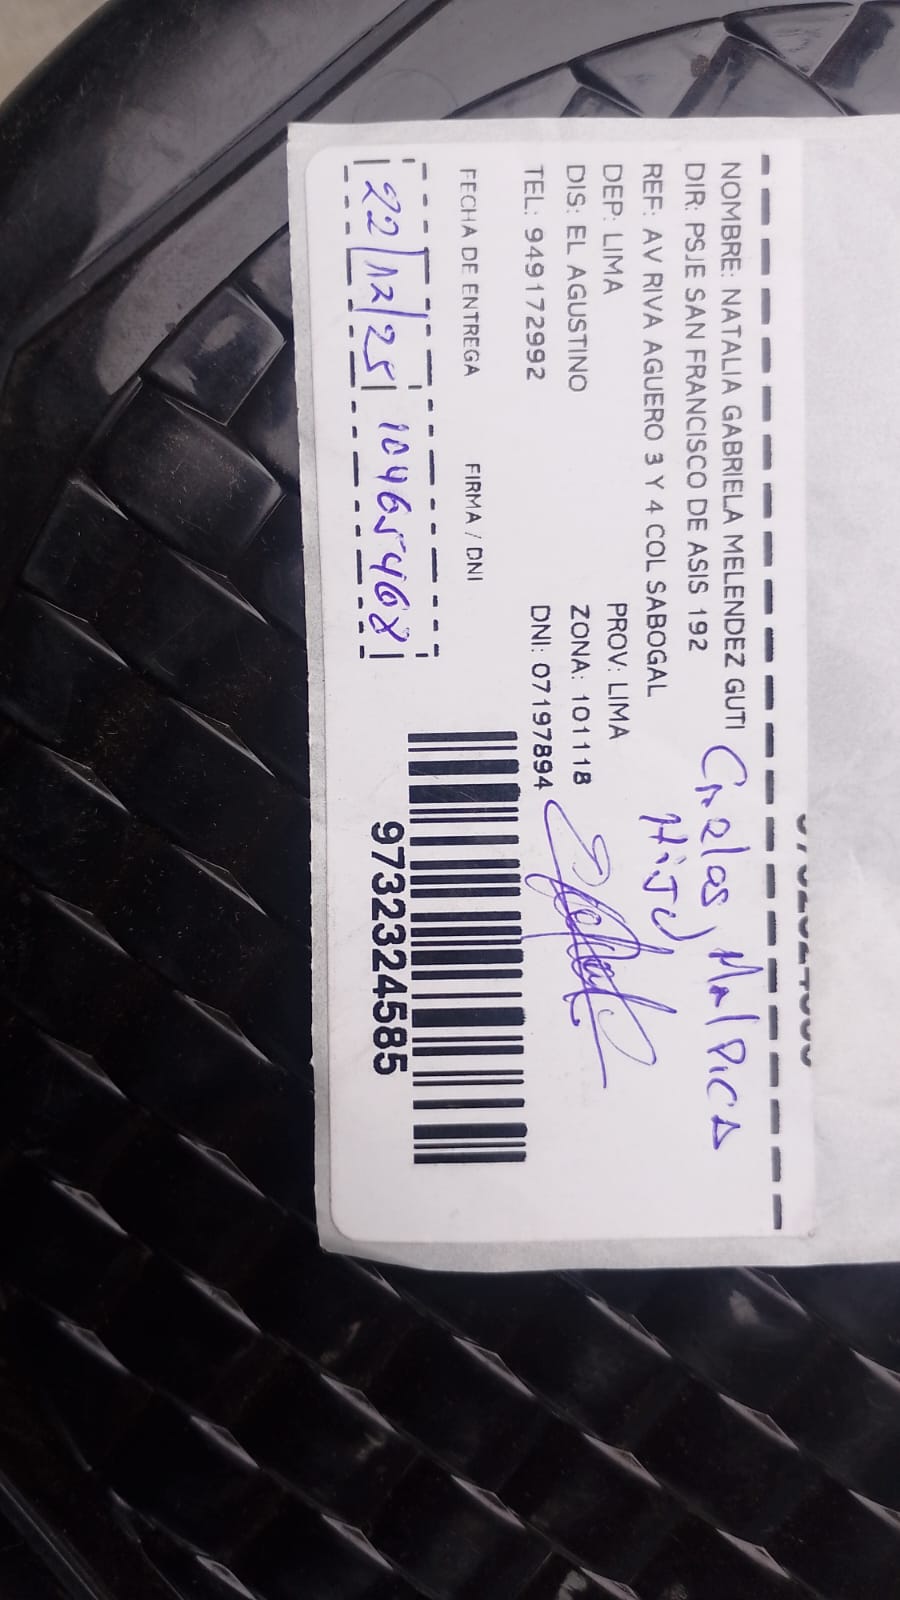 NOMBRE: NATALIA GABRIELA MELENDEZ GUTI
DIR: PSJE SAN FRANCISCO DE ASIS 192
REF: AV RIVA AGUERO 3 Y 4 COL SABOGAL
DEP: LIMA PROV: LIMA
DIS: EL AGUSTINO ZONA: 101118
TEL: 949172992 DNI: 07197894
Malpica
Hijo
FECHA DE ENTREGA FIRMA / DNI
22/12/25 10465468
9732324585